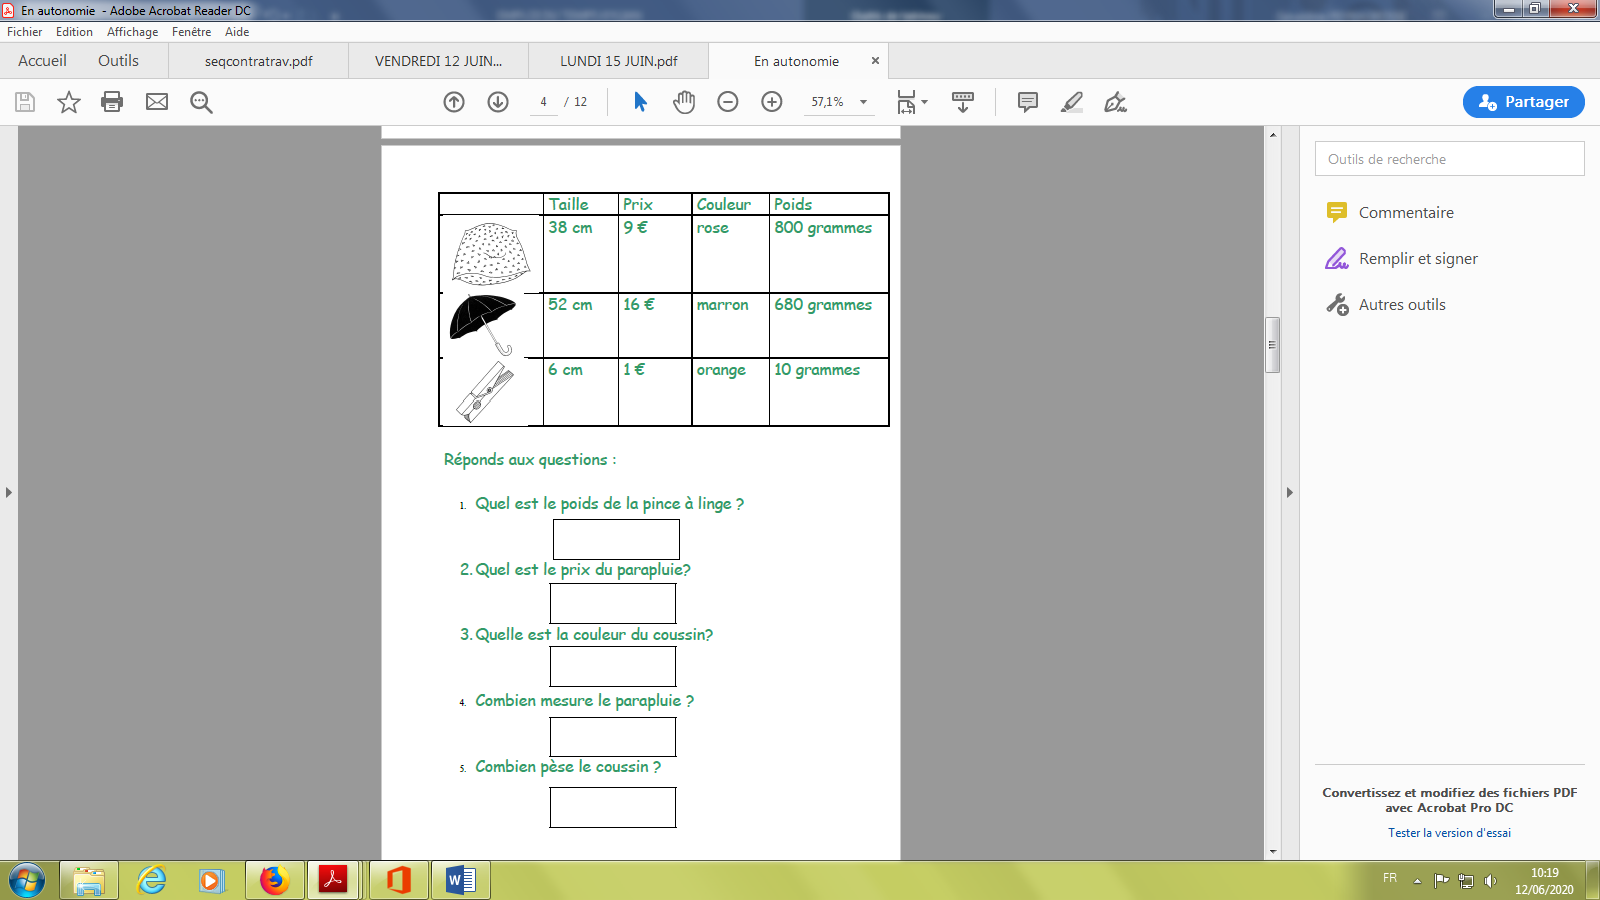 En autonomie - Adobe Acrobat Reader DC
Fichier Edition Affichage Fenêtre Aide
Accueil Outils seqcontratrav.pdf VENDREDI 12 JUIN... LUNDI 15 JUIN.pdf En autonomie ×
4 / 12 57,1% Partager
Outils de recherche
Commentaire
Remplir et signer
Autres outils
Taille Prix Couleur Poids
38 cm 9 € rose 800 grammes
52 cm 16 € marron 680 grammes
6 cm 1 € orange 10 grammes
Réponds aux questions :
1. Quel est le poids de la pince à linge ?
2. Quel est le prix du parapluie?
3. Quelle est la couleur du coussin?
4. Combien mesure le parapluie ?
5. Combien pèse le coussin ?
Convertissez et modifiez des fichiers PDF
avec Acrobat Pro DC
Tester la version d'essai
FR 10:19
12/06/2020